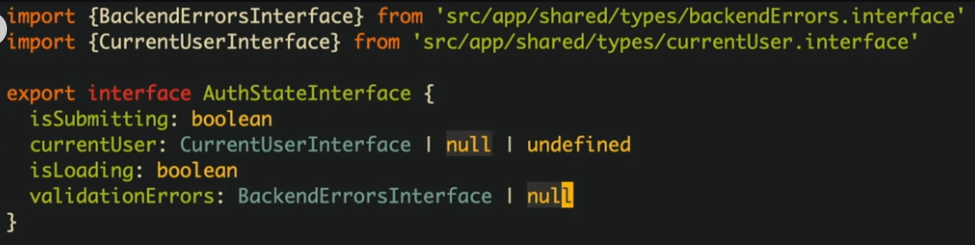 import {BackendErrorsInterface} from 'src/app/shared/types/backendErrors.interface'
import {CurrentUserInterface} from 'src/app/shared/types/currentUser.interface'

export interface AuthStateInterface {
  isSubmitting: boolean
  currentUser: CurrentUserInterface | null | undefined
  isLoading: boolean
  validationErrors: BackendErrorsInterface | null
}